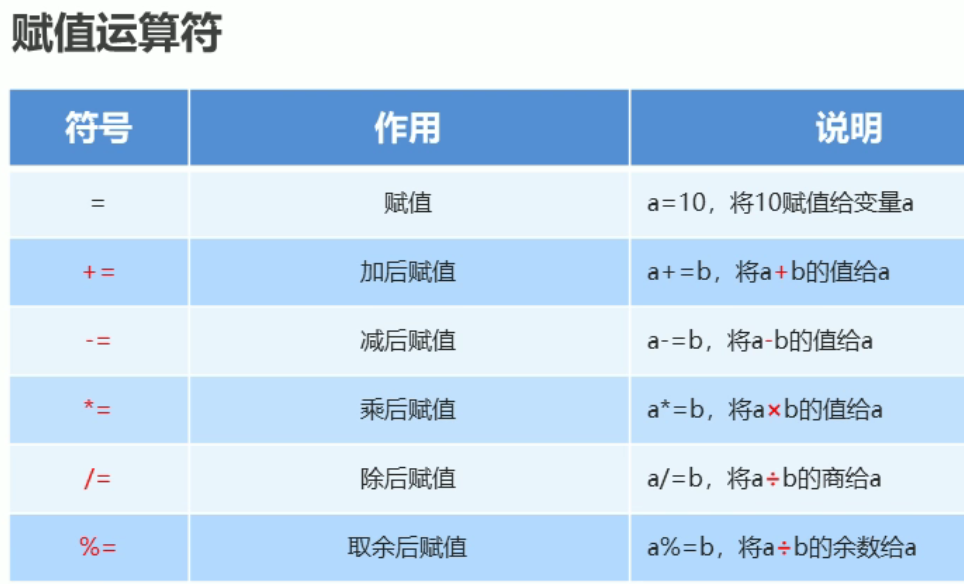 赋值运算符
符号 作用 说明
= 赋值 a=10，将10赋值给变量a
+= 加后赋值 a+=b，将a+b的值给a
-= 减后赋值 a-=b，将a-b的值给a
*= 乘后赋值 a*=b，将a×b的值给a
/= 除后赋值 a/=b，将a÷b的商给a
%= 取余后赋值 a%=b，将a÷b的余数给a